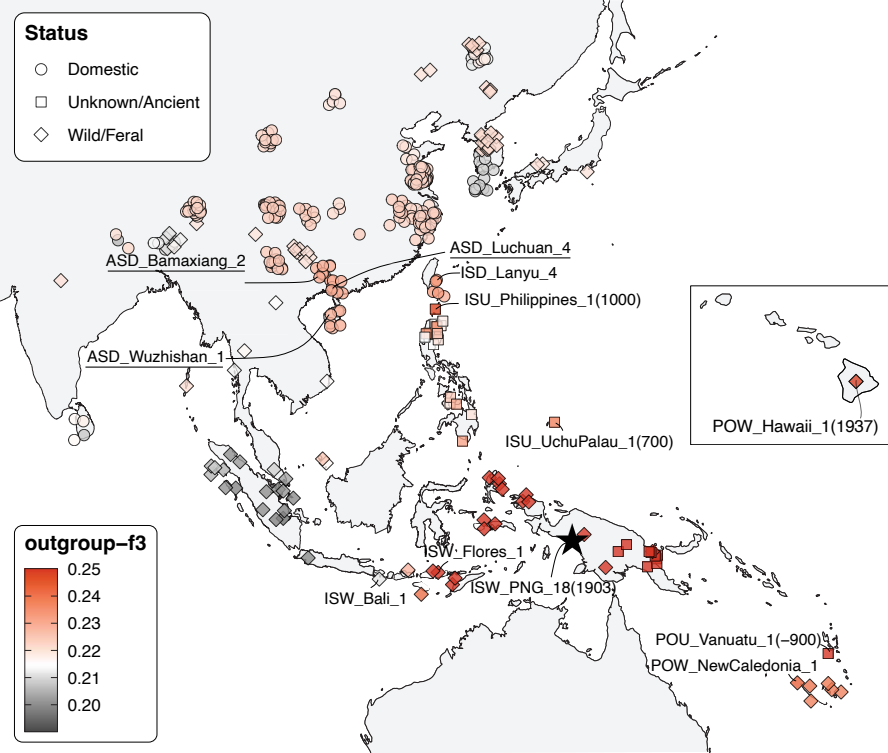 Status
Domestic
Unknown/Ancient
Wild/Feral
ASD_Luchuan_4
ASD_Bamaxiang_2
ISD_Lanyu_4
ISU_Philippines_1(1000)
ASD_Wuzhishan_1
POW_Hawaii_1(1937)
ISU_UchuPalau_1(700)
outgroup−f3
0.25
0.24
0.23
0.22
0.21
0.20
ISW_Flores_1
ISW_PNG_18(1903)
ISW_Bali_1
POU_Vanuatu_1(−900)
POW_NewCaledonia_1